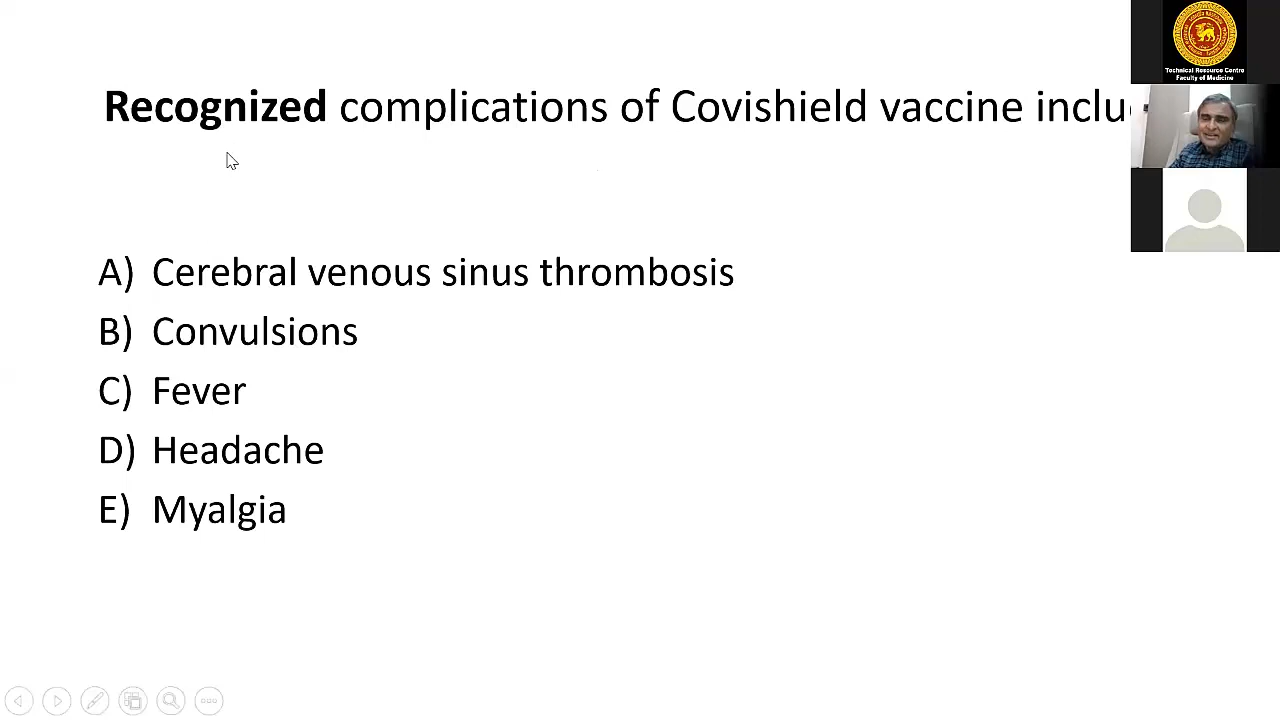 Technical Resource Centre
Faculty of Medicine
Recognized complications of Covishield vaccine inclu
A) Cerebral venous sinus thrombosis
B) Convulsions
C) Fever
D) Headache
E) Myalgia